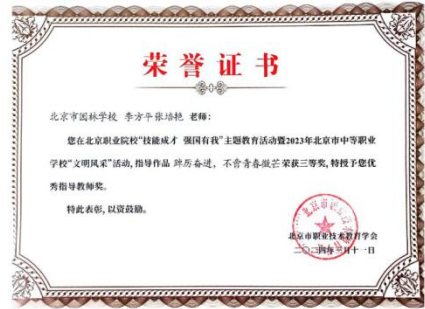 荣誉证书
北京市园林学校 李方平张培艳 老师：
您在北京职业院校“技能成才 强国有我”主题教育活动暨2023年北京市中等职业
学校“文明风采”活动，指导作品 踔厉奋进，不啻青春微芒荣获三等奖，特授予您优
秀指导教师奖。
特此表彰，以资鼓励。
北京市职业技术教育学会
二〇二四年三月十一日